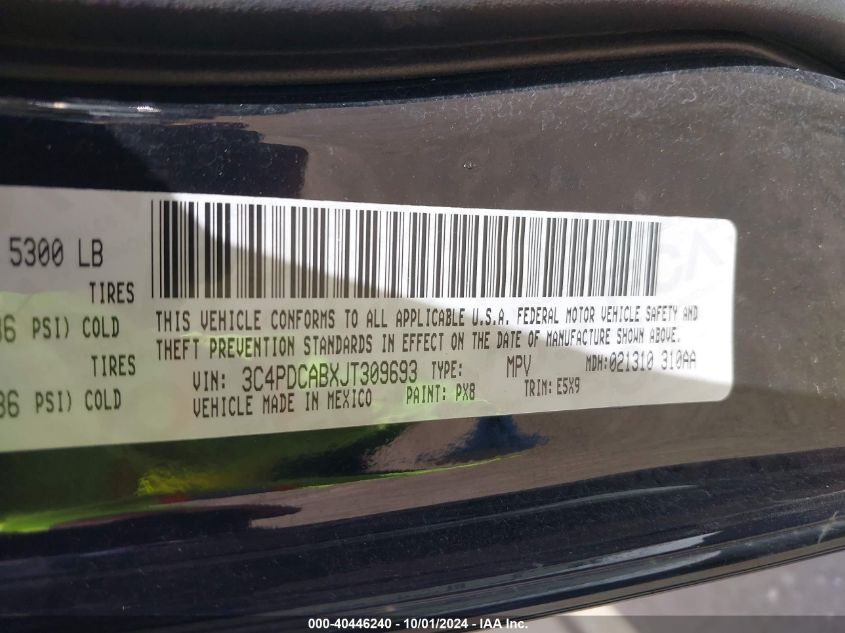 5300 LB
TIRES
36 PSI) COLD
TIRES
36 PSI) COLD
THIS VEHICLE CONFORMS TO ALL APPLICABLE U.S.A. FEDERAL MOTOR VEHICLE SAFETY AND
THEFT PREVENTION STANDARDS IN EFFECT ON THE DATE OF MANUFACTURE SHOWN ABOVE.
VIN: 3C4PDCABXJT309693 TYPE: MPV MDH:021310 310AA
VEHICLE MADE IN MEXICO PAINT: PX8 TRIM: E5X9
000-40446240 - 10/01/2024 - IAA Inc.